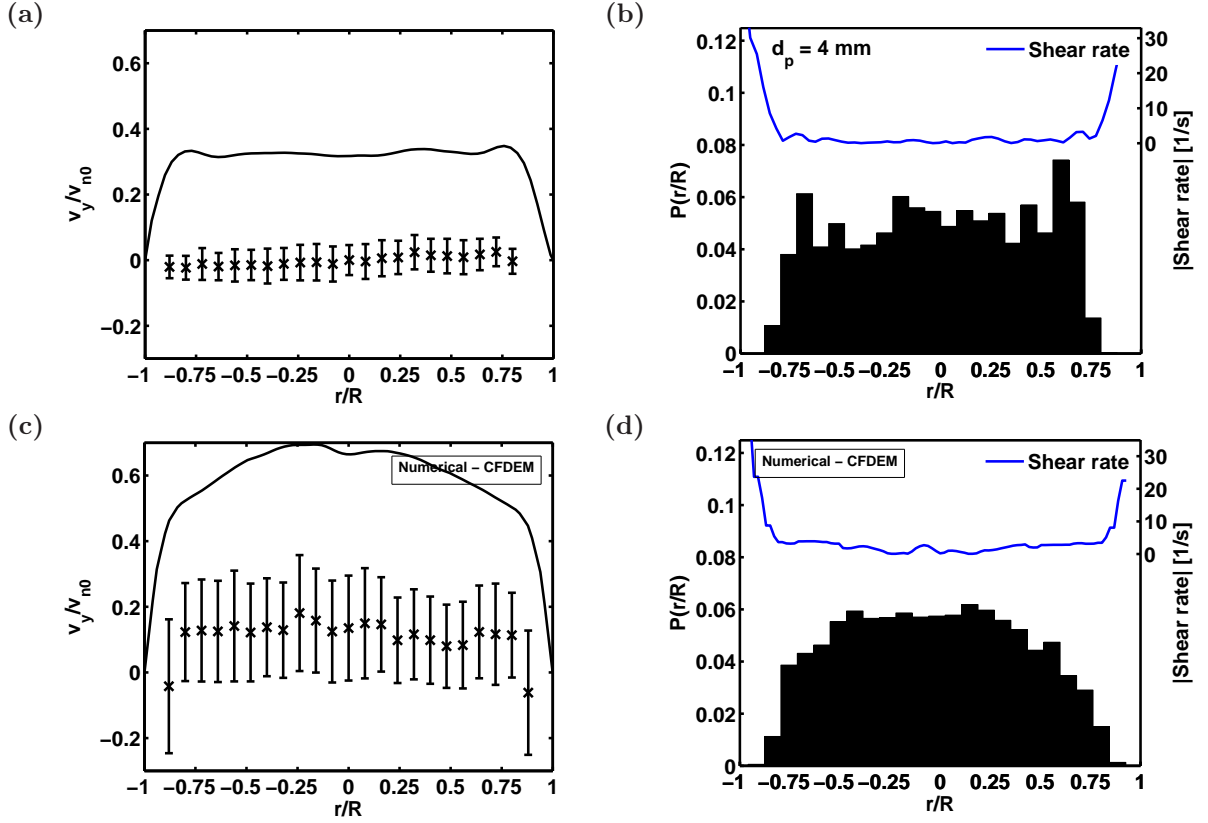 (a)
0.6
0.4
0.2
0
−0.2
v_y/v_n0
−1 −0.75 −0.5 −0.25 0 0.25 0.5 0.75 1
r/R
(b)
d_p = 4 mm
Shear rate
0.12
0.1
0.08
0.06
0.04
0.02
0
P(r/R)
30
20
10
0
|Shear rate| [1/s]
−1 −0.75 −0.5 −0.25 0 0.25 0.5 0.75 1
r/R
(c)
Numerical − CFDEM
0.6
0.4
0.2
0
−0.2
v_y/v_n0
−1 −0.75 −0.5 −0.25 0 0.25 0.5 0.75 1
r/R
(d)
Numerical − CFDEM
Shear rate
0.12
0.1
0.08
0.06
0.04
0.02
0
P(r/R)
30
20
10
0
|Shear rate| [1/s]
−1 −0.75 −0.5 −0.25 0 0.25 0.5 0.75 1
r/R